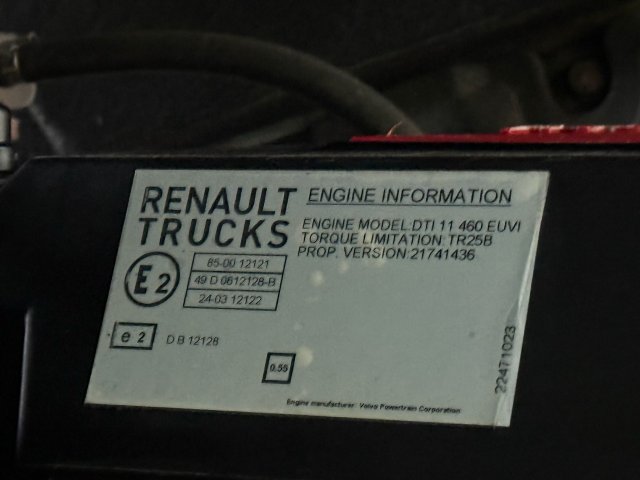 RENAULT
TRUCKS
ENGINE INFORMATION
ENGINE MODEL:DTI 11 460 EUVI
TORQUE LIMITATION:TR25B
PROP. VERSION:21741436
E2
85-00 12121
49 D 0612128-B
24-03 12122
e 2
D B 12128
0.55
22471023
Engine manufacturer: Volvo Powertrain Corporation